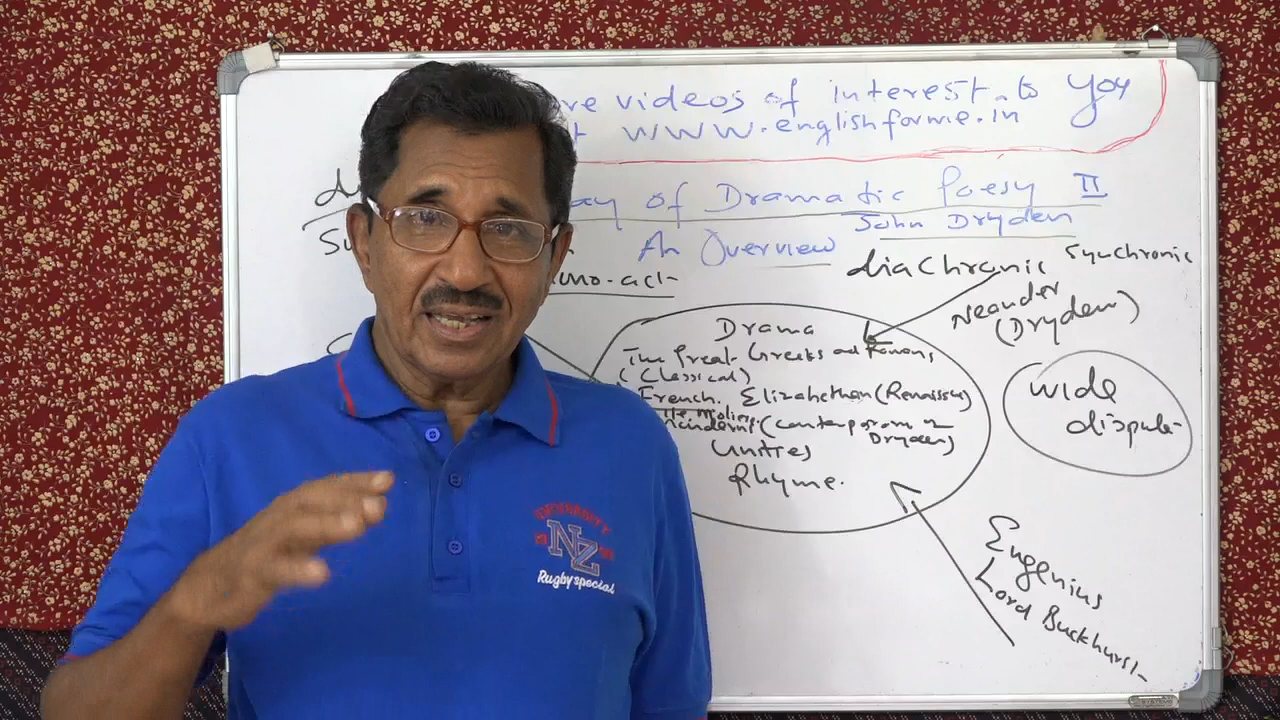 ve videos of interest to You
t www.englishforme.in
ay of Dramatic Poesy II
John Dryden
An Overview
diachronic
Synchronic
Neander
(Dryden)
Drama
The Great Greeks and Romans,
(Classical)
French. Elizabethan (Renaiss)
(contemporary
Dryden)
Unities
Rhyme.
wide
dispute
Eugenius
Lord Buckhurst
UNIVERSITY
NZ
Rugby special